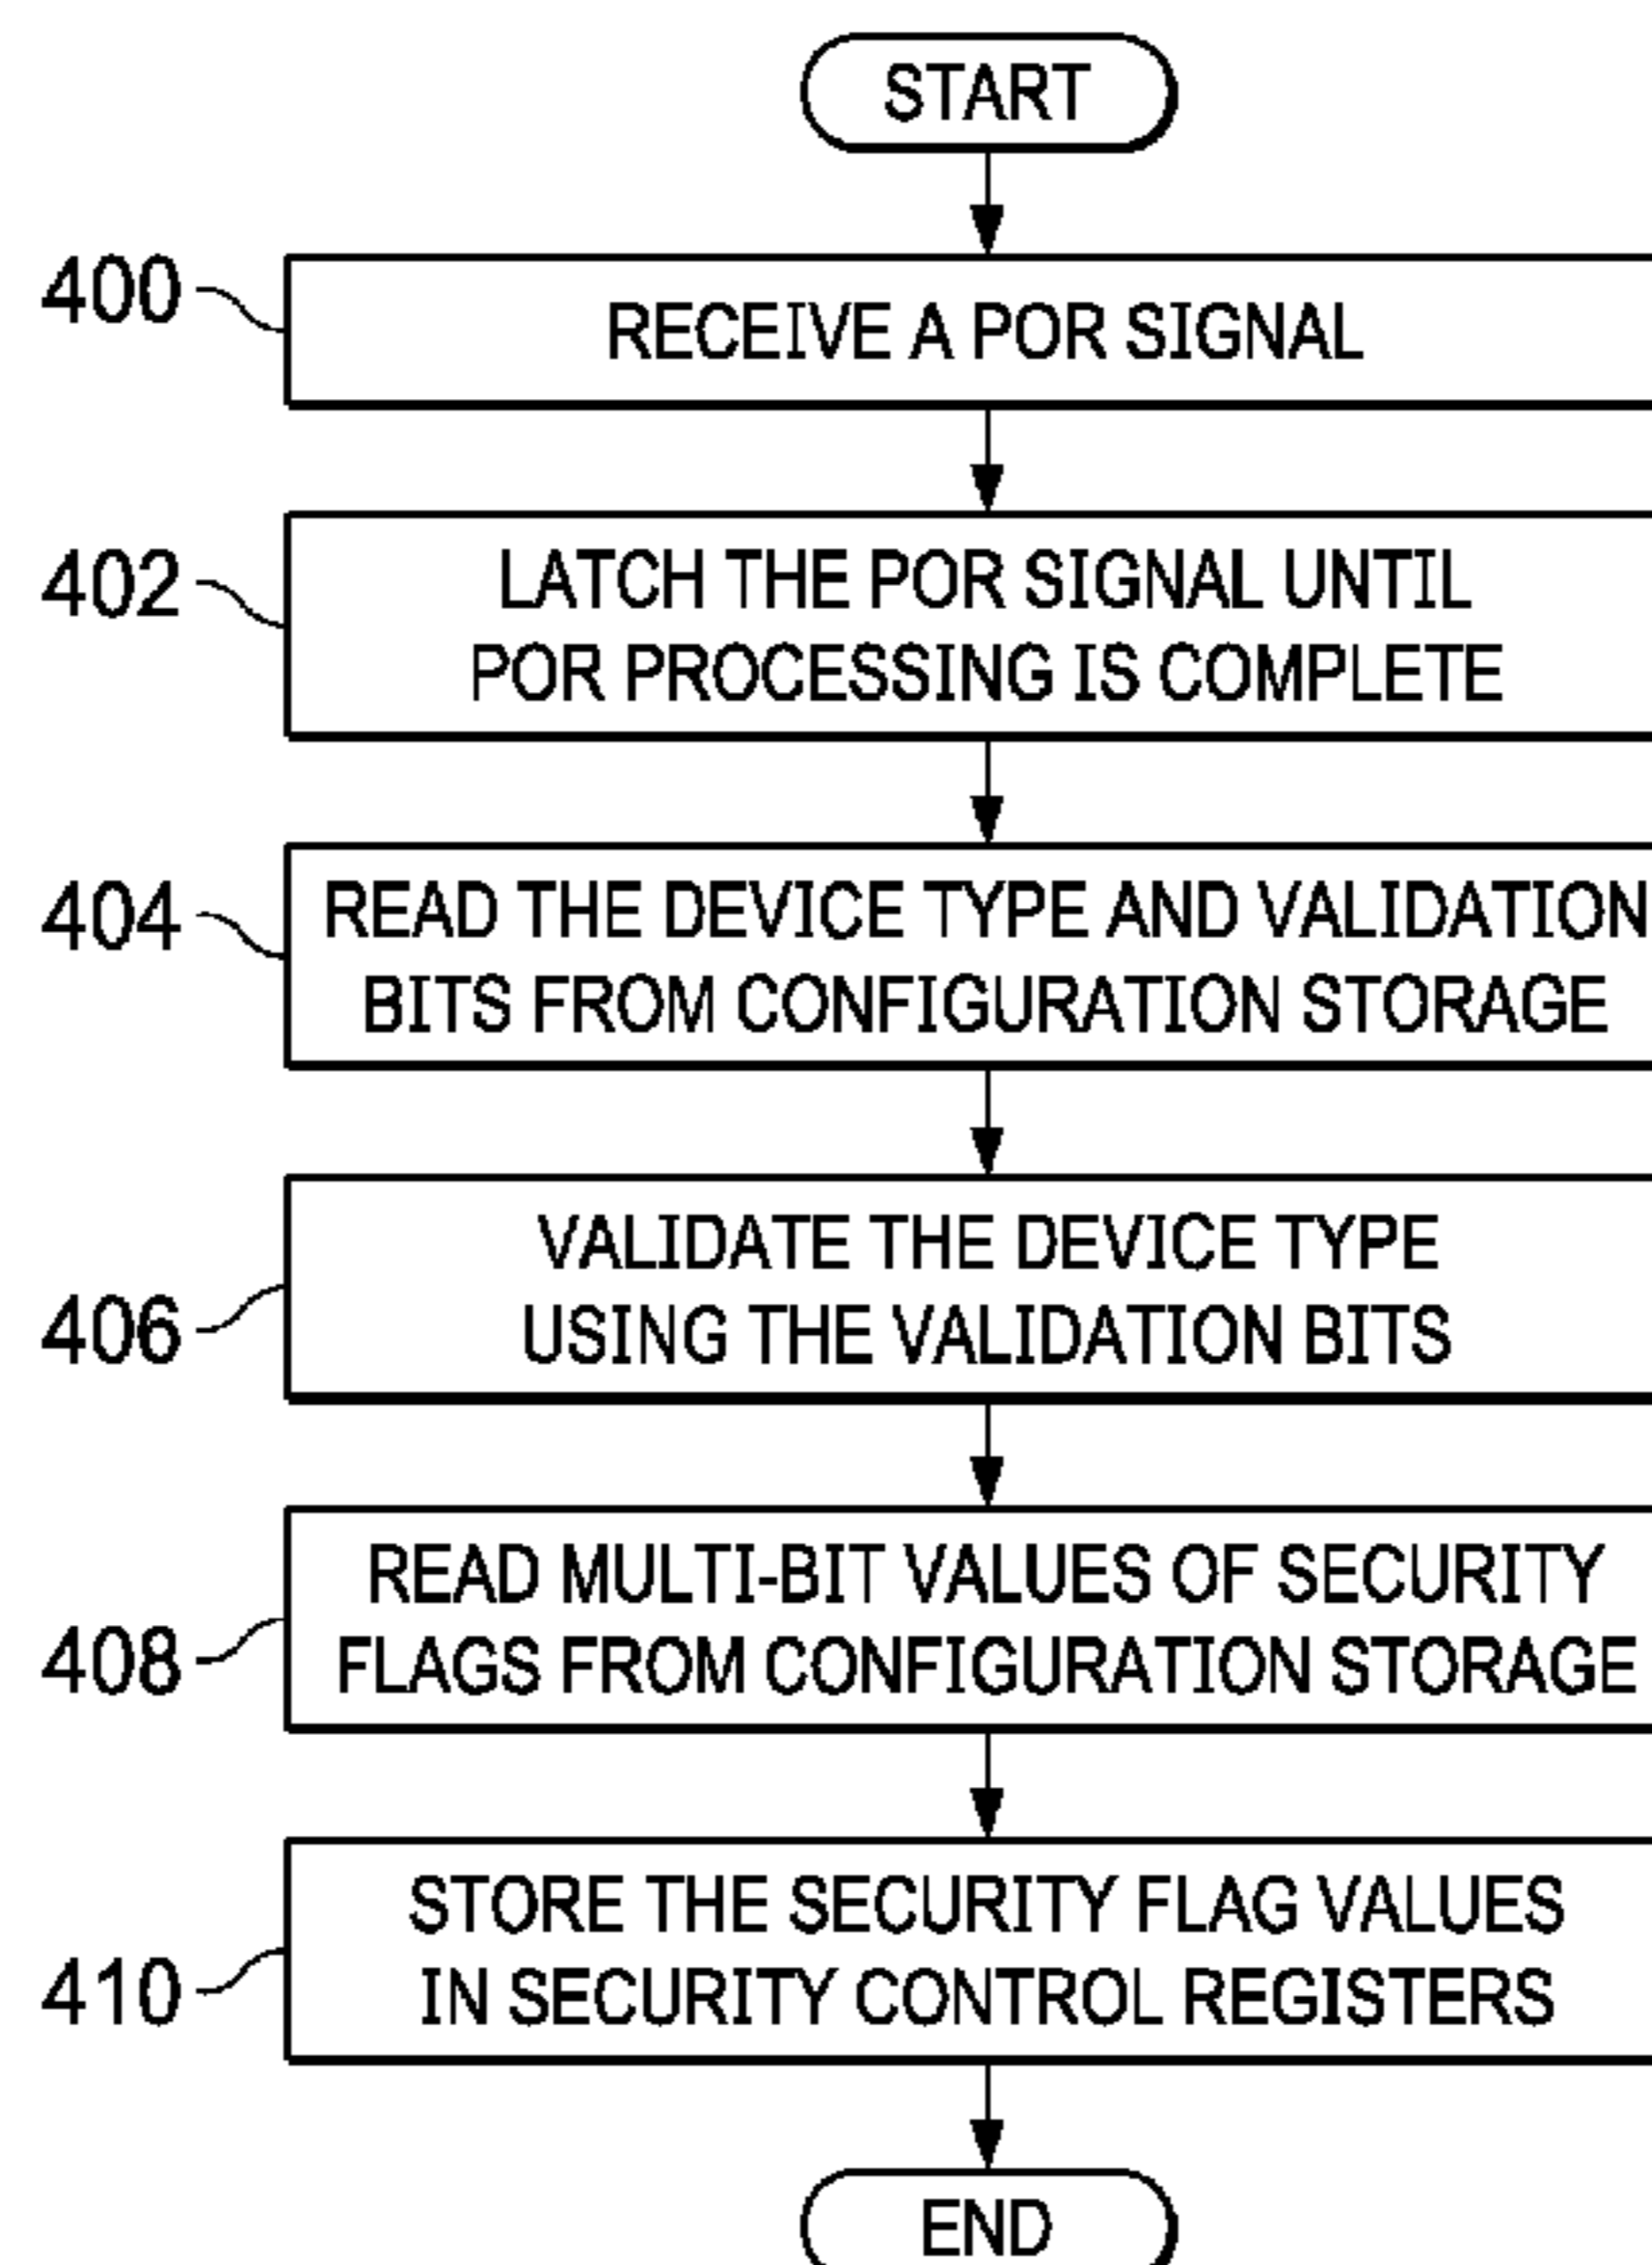 START
400
RECEIVE A POR SIGNAL
402
LATCH THE POR SIGNAL UNTIL
POR PROCESSING IS COMPLETE
404
READ THE DEVICE TYPE AND VALIDATION
BITS FROM CONFIGURATION STORAGE
406
VALIDATE THE DEVICE TYPE
USING THE VALIDATION BITS
408
READ MULTI-BIT VALUES OF SECURITY
FLAGS FROM CONFIGURATION STORAGE
410
STORE THE SECURITY FLAG VALUES
IN SECURITY CONTROL REGISTERS
END